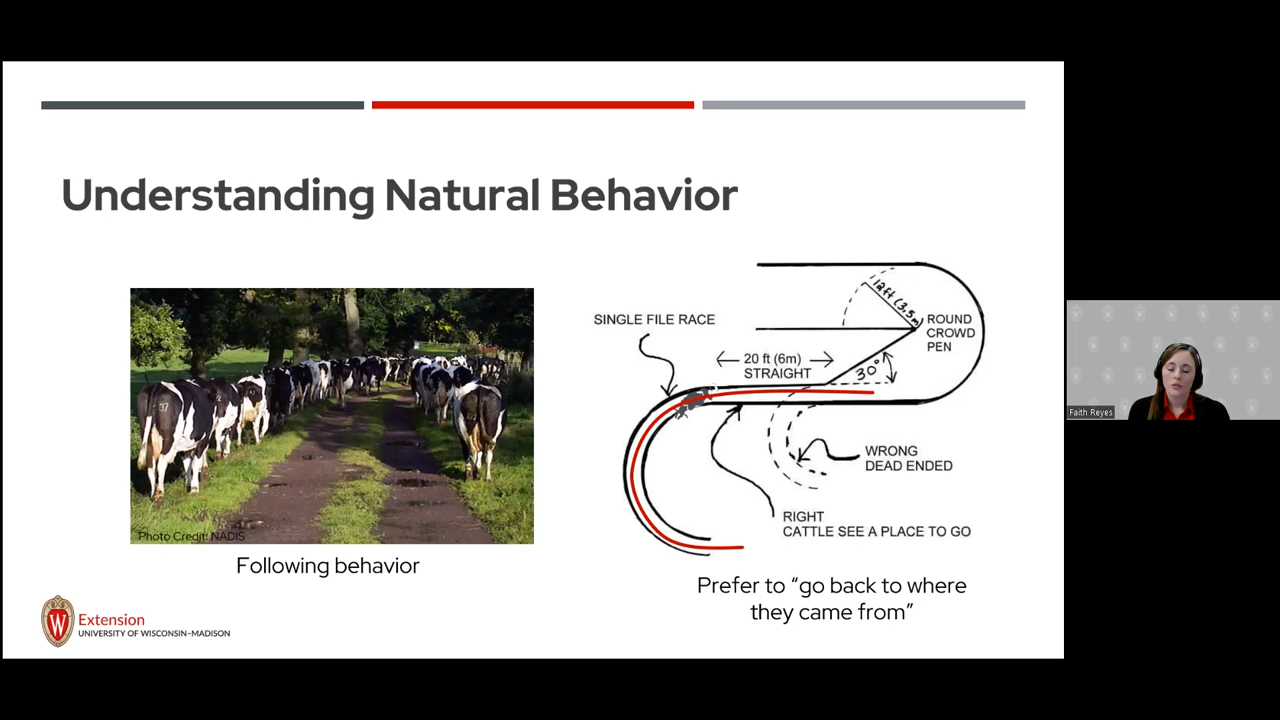 Understanding Natural Behavior
37
Photo Credit: NADIS
Following behavior
SINGLE FILE RACE
20 ft (6m)
STRAIGHT
12ft (3.5m)
30°
ROUND
CROWD
PEN
WRONG
DEAD ENDED
RIGHT
CATTLE SEE A PLACE TO GO
Prefer to “go back to where
they came from”
W
Extension
UNIVERSITY OF WISCONSIN–MADISON
Faith Reyes